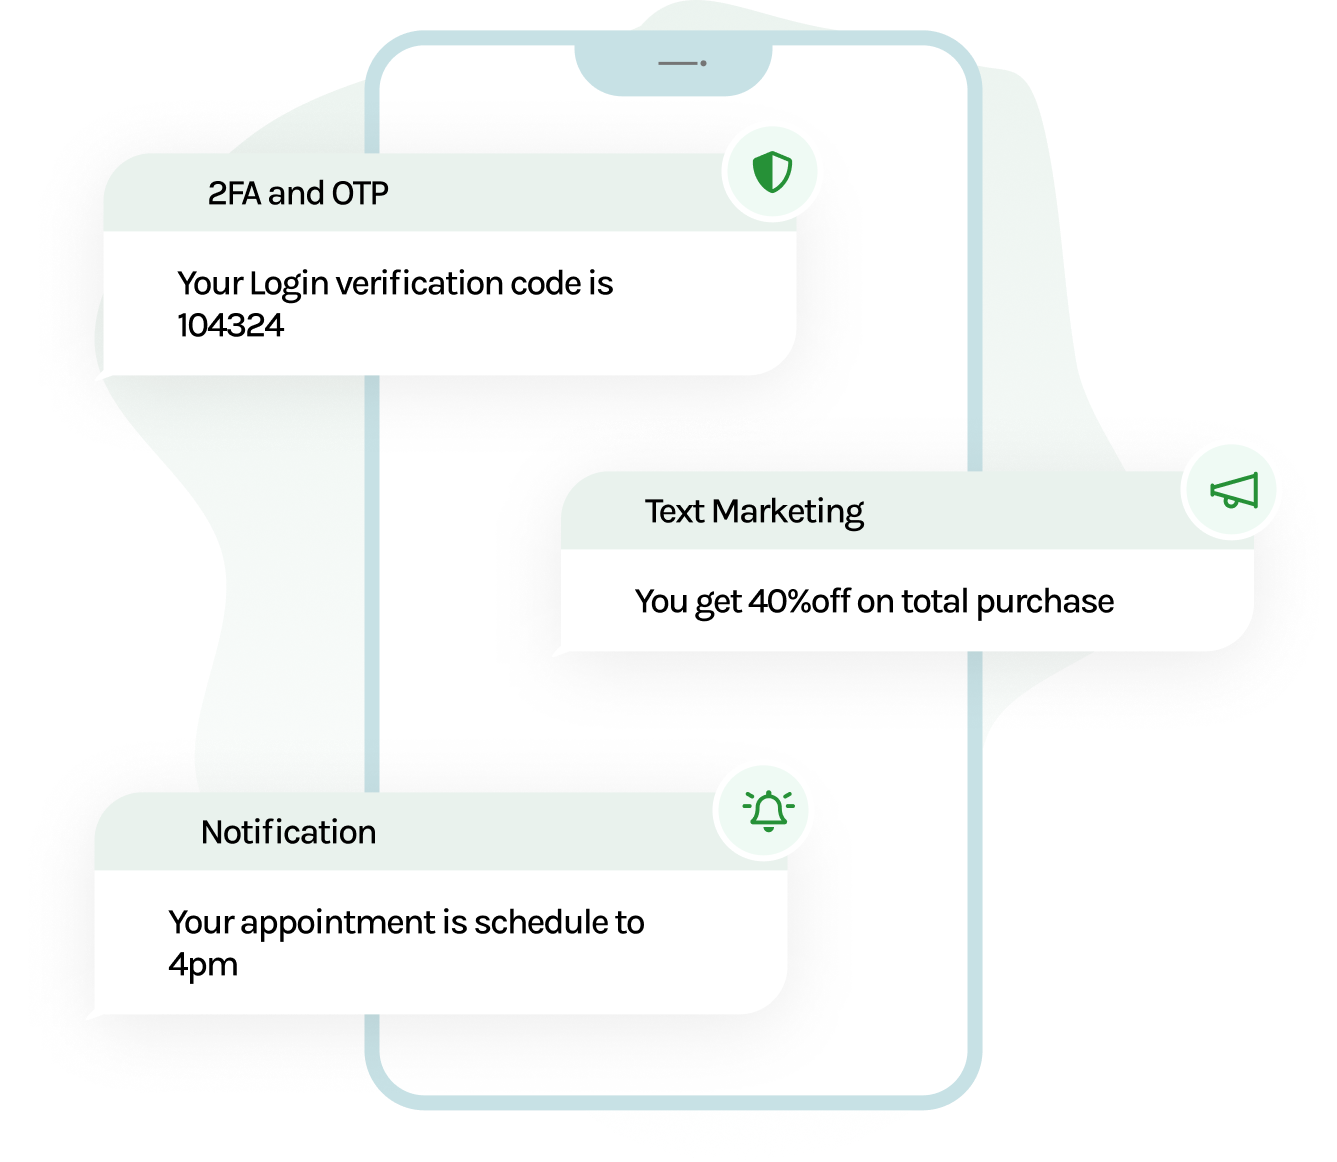 2FA and OTP
Your Login verification code is
104324
Text Marketing
You get 40%off on total purchase
Notification
Your appointment is schedule to
4pm